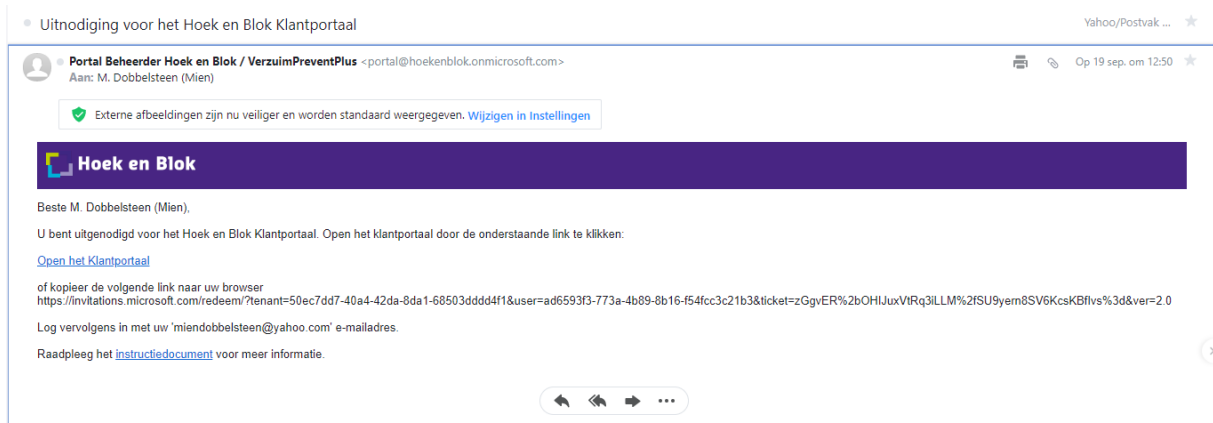 Uitnodiging voor het Hoek en Blok Klantportaal
Yahoo/Postvak ...
Portal Beheerder Hoek en Blok / VerzuimPreventPlus <portal@hoekenblok.onmicrosoft.com>
Op 19 sep. om 12:50
Aan: M. Dobbelsteen (Mien)
Externe afbeeldingen zijn nu veiliger en worden standaard weergegeven. Wijzigen in Instellingen
Hoek en Blok
Beste M. Dobbelsteen (Mien),
U bent uitgenodigd voor het Hoek en Blok Klantportaal. Open het klantportaal door de onderstaande link te klikken:
Open het Klantportaal
of kopieer de volgende link naar uw browser
https://invitations.microsoft.com/redeem/?tenant=50ec7dd7-40a4-42da-8da1-68503dddd4f1&user=ad6593f3-773a-4b89-8b16-f54fcc3c21b3&ticket=zGgvER%2bOHIJuxVtRq3iLLM%2fSU9yern8SV6KcsKBflvs%3d&ver=2.0
Log vervolgens in met uw 'miendobbelsteen@yahoo.com' e-mailadres.
Raadpleeg het instructiedocument voor meer informatie.